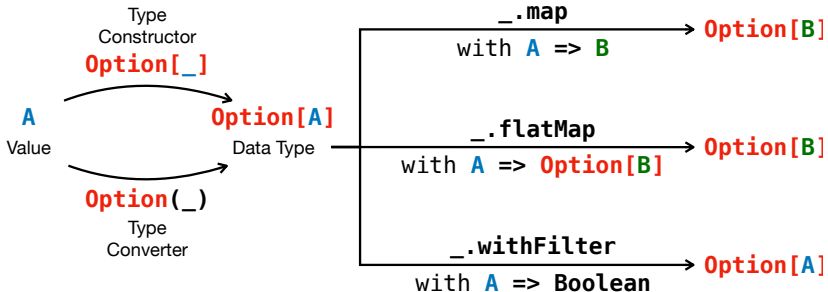 Type
Constructor
Option[_]
A
Value
Option(_)
Type
Converter
Option[A]
Data Type
_.map
with A => B
Option[B]
_.flatMap
with A => Option[B]
Option[B]
_.withFilter
with A => Boolean
Option[A]